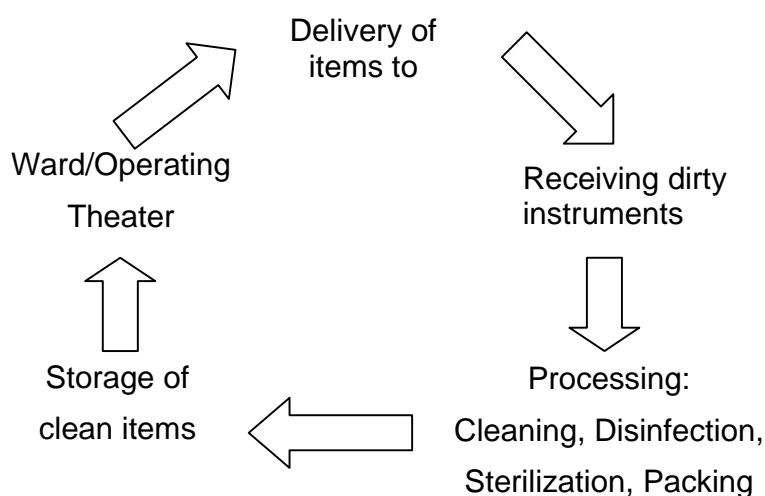 Delivery of
items to
Ward/Operating
Theater
Receiving dirty
instruments
Storage of
clean items
Processing:
Cleaning, Disinfection,
Sterilization, Packing